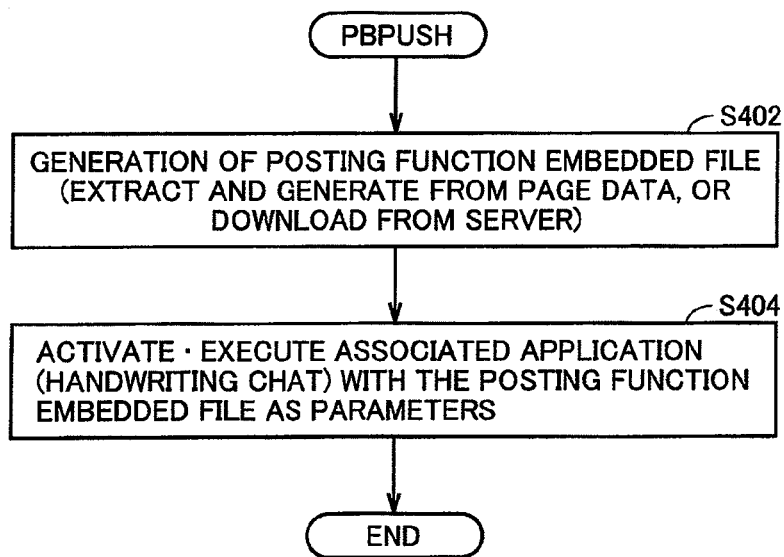 PBPUSH
S402
GENERATION OF POSTING FUNCTION EMBEDDED FILE
(EXTRACT AND GENERATE FROM PAGE DATA, OR
DOWNLOAD FROM SERVER)
S404
ACTIVATE · EXECUTE ASSOCIATED APPLICATION
(HANDWRITING CHAT) WITH THE POSTING FUNCTION
EMBEDDED FILE AS PARAMETERS
END